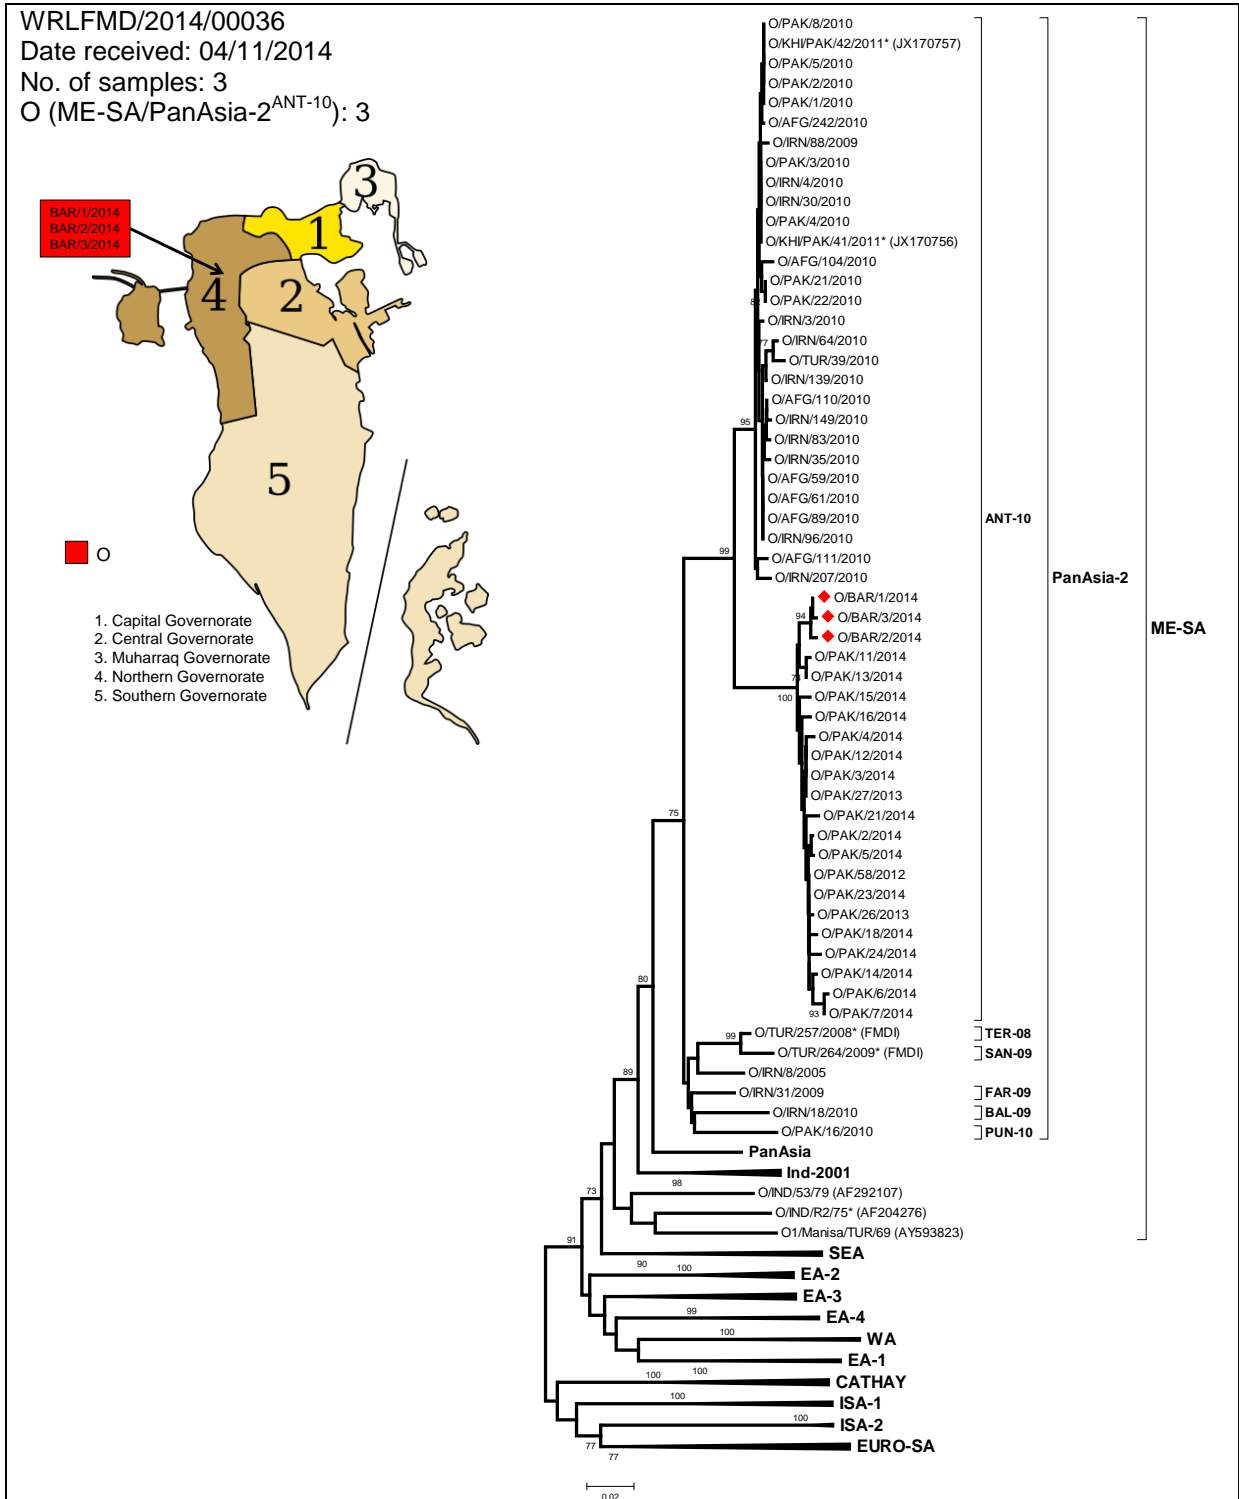 WRLFMD/2014/00036
Date received: 04/11/2014
No. of samples: 3
O (ME-SA/PanAsia-2ANT-10): 3
BAR/1/2014
BAR/2/2014
BAR/3/2014
3
1
4
2
5
O
1. Capital Governorate
2. Central Governorate
3. Muharraq Governorate
4. Northern Governorate
5. Southern Governorate
O/PAK/8/2010
O/KHI/PAK/42/2011* (JX170757)
O/PAK/5/2010
O/PAK/2/2010
O/PAK/1/2010
O/AFG/242/2010
O/IRN/88/2009
O/PAK/3/2010
O/IRN/4/2010
O/IRN/30/2010
O/PAK/4/2010
O/KHI/PAK/41/2011* (JX170756)
O/AFG/104/2010
O/PAK/21/2010
O/PAK/22/2010
O/IRN/3/2010
77
O/IRN/64/2010
O/TUR/39/2010
O/IRN/139/2010
O/AFG/110/2010
O/IRN/149/2010
95
O/IRN/83/2010
O/IRN/35/2010
O/AFG/59/2010
O/AFG/61/2010
O/AFG/89/2010
ANT-10
O/IRN/96/2010
99
O/AFG/111/2010
O/IRN/207/2010
PanAsia-2
O/BAR/1/2014
94
O/BAR/3/2014
ME-SA
O/BAR/2/2014
O/PAK/11/2014
O/PAK/13/2014
100
O/PAK/15/2014
O/PAK/16/2014
O/PAK/4/2014
O/PAK/12/2014
O/PAK/3/2014
O/PAK/27/2013
75
O/PAK/21/2014
O/PAK/2/2014
O/PAK/5/2014
O/PAK/58/2012
O/PAK/23/2014
O/PAK/26/2013
O/PAK/18/2014
O/PAK/24/2014
80
O/PAK/14/2014
O/PAK/6/2014
93
O/PAK/7/2014
99
O/TUR/257/2008* (FMDI)
TER-08
O/TUR/264/2009* (FMDI)
SAN-09
89
O/IRN/8/2005
O/IRN/31/2009
FAR-09
O/IRN/18/2010
BAL-09
O/PAK/16/2010
PUN-10
PanAsia
Ind-2001
73
98
O/IND/53/79 (AF292107)
O/IND/R2/75* (AF204276)
O1/Manisa/TUR/69 (AY593823)
91
SEA
90
100
EA-2
EA-3
99
EA-4
100
WA
EA-1
100
100
CATHAY
100
ISA-1
100
ISA-2
77
77
EURO-SA
0.02